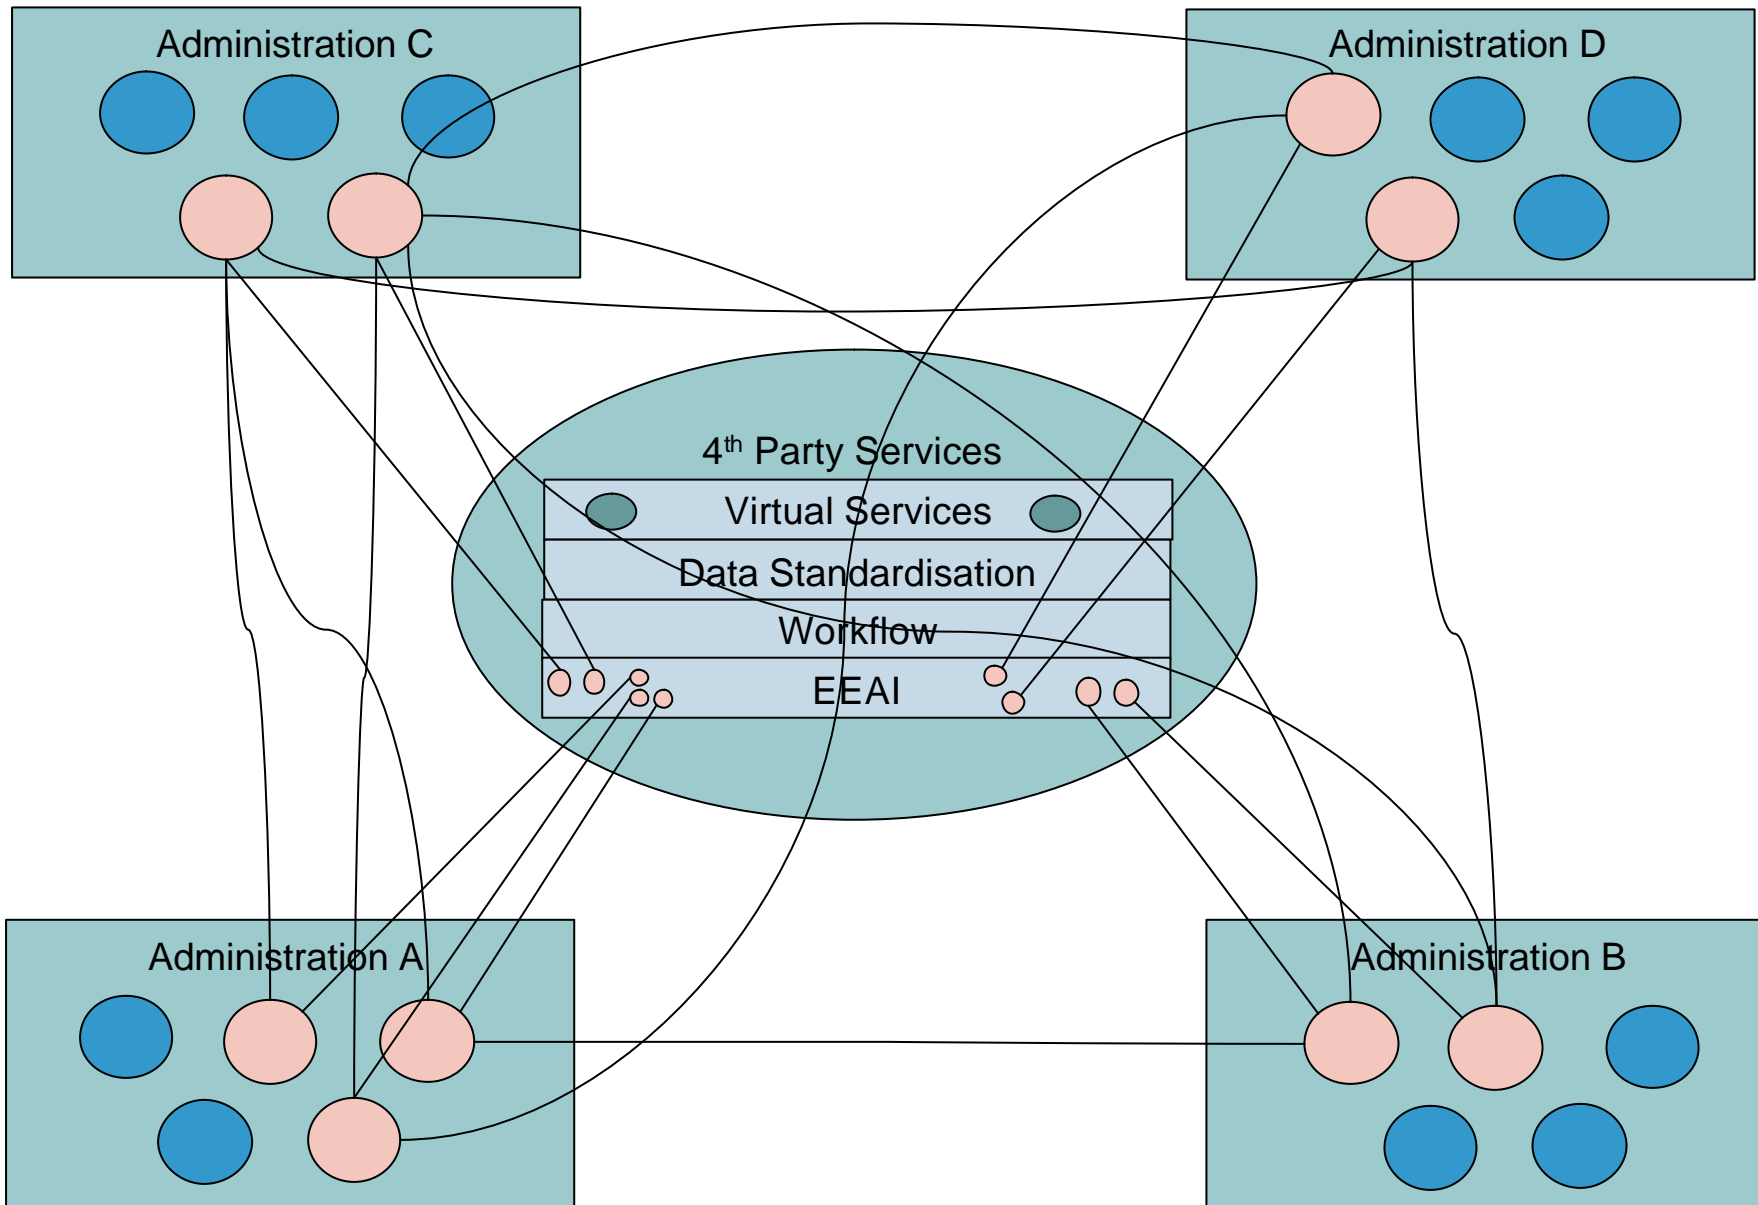 Administration C
Administration D
4th Party Services
Virtual Services
Data Standardisation
Workflow
EEAI
Administration A
Administration B